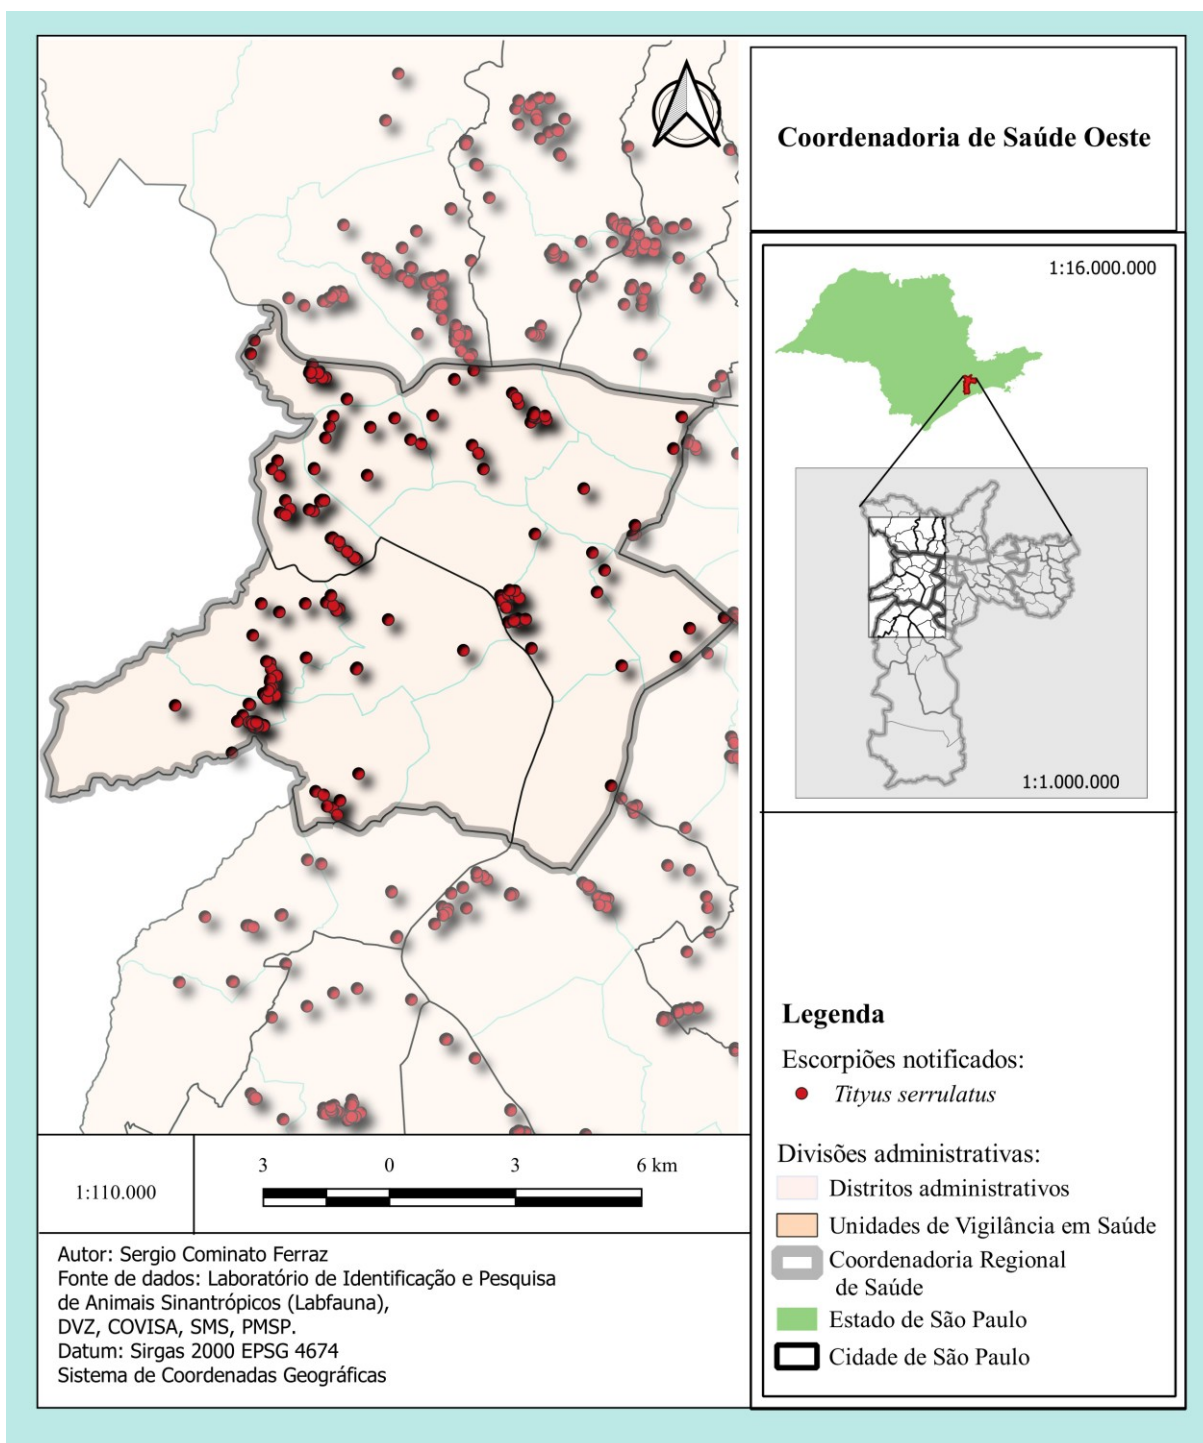 Coordenadoria de Saúde Oeste
1:16.000.000
1:1.000.000
Legenda
Escorpiões notificados:
Tityus serrulatus
Divisões administrativas:
Distritos administrativos
Unidades de Vigilância em Saúde
Coordenadoria Regional
de Saúde
Estado de São Paulo
Cidade de São Paulo
1:110.000
3 0 3 6 km
Autor: Sergio Cominato Ferraz
Fonte de dados: Laboratório de Identificação e Pesquisa
de Animais Sinantrópicos (Labfauna),
DVZ, COVISA, SMS, PMSP.
Datum: Sirgas 2000 EPSG 4674
Sistema de Coordenadas Geográficas